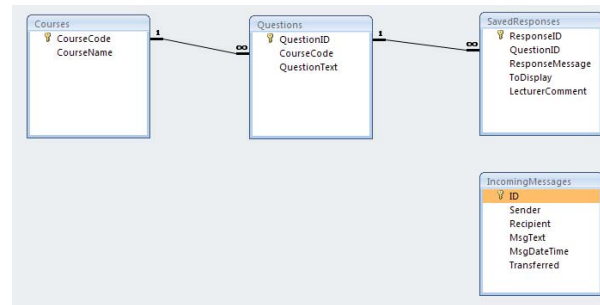 Courses
CourseCode
CourseName
1
∞
Questions
QuestionID
CourseCode
QuestionText
1
∞
SavedResponses
ResponseID
QuestionID
ResponseMessage
ToDisplay
LecturerComment
IncomingMessages
ID
Sender
Recipient
MsgText
MsgDateTime
Transferred